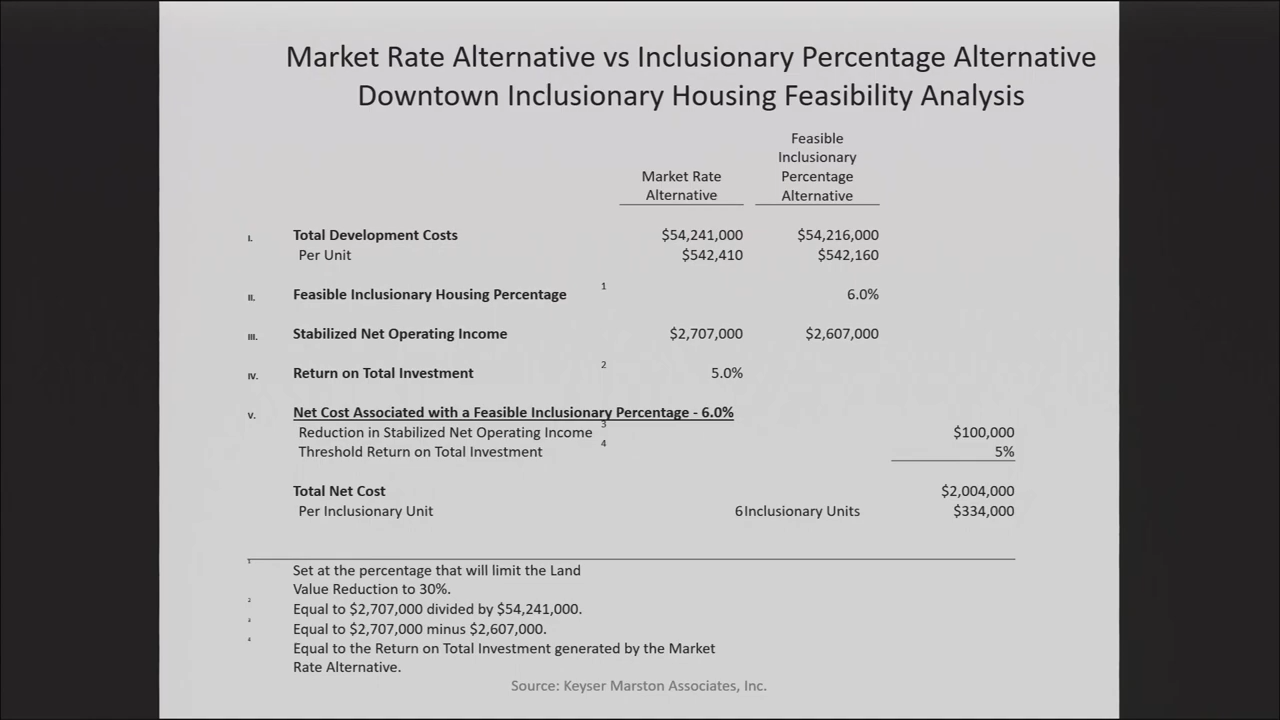 Market Rate Alternative vs Inclusionary Percentage Alternative
Downtown Inclusionary Housing Feasibility Analysis
Market Rate
Alternative
Feasible
Inclusionary
Percentage
Alternative
I. Total Development Costs $54,241,000 $54,216,000
Per Unit $542,410 $542,160
II. Feasible Inclusionary Housing Percentage 1 6.0%
III. Stabilized Net Operating Income $2,707,000 $2,607,000
IV. Return on Total Investment 2 5.0%
V. Net Cost Associated with a Feasible Inclusionary Percentage - 6.0%
Reduction in Stabilized Net Operating Income 3 $100,000
Threshold Return on Total Investment 4 5%
Total Net Cost $2,004,000
Per Inclusionary Unit 6 Inclusionary Units $334,000
1 Set at the percentage that will limit the Land
Value Reduction to 30%.
2 Equal to $2,707,000 divided by $54,241,000.
3 Equal to $2,707,000 minus $2,607,000.
4 Equal to the Return on Total Investment generated by the Market
Rate Alternative.
Source: Keyser Marston Associates, Inc.